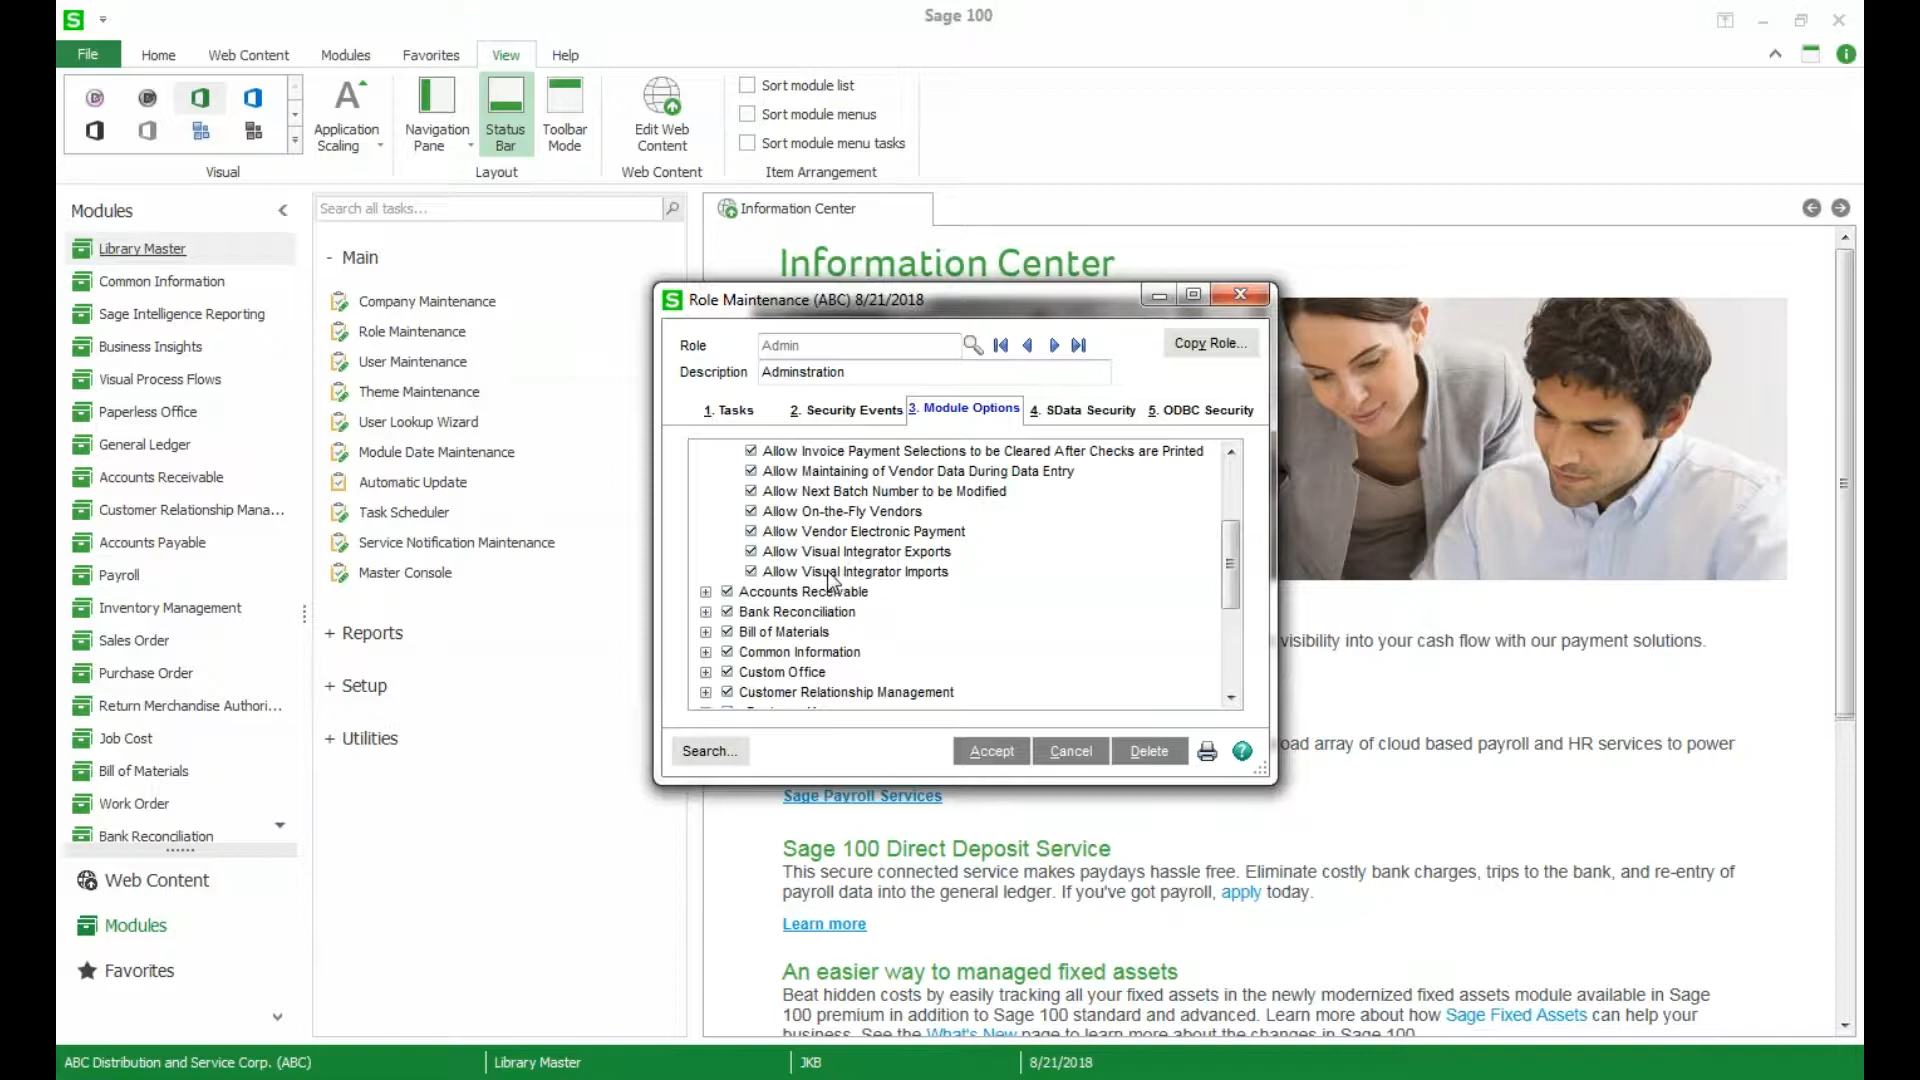 S
Sage 100
File
Home
Web Content
Modules
Favorites
View
Help
Application Scaling
Navigation Pane
Status Bar
Toolbar Mode
Edit Web Content
Sort module list
Sort module menus
Sort module menu tasks
Visual
Layout
Web Content
Item Arrangement
Modules
Library Master
Common Information
Sage Intelligence Reporting
Business Insights
Visual Process Flows
Paperless Office
General Ledger
Accounts Receivable
Customer Relationship Mana...
Accounts Payable
Payroll
Inventory Management
Sales Order
Purchase Order
Return Merchandise Authori...
Job Cost
Bill of Materials
Work Order
Bank Reconciliation
Web Content
Modules
Favorites
Search all tasks...
- Main
Company Maintenance
Role Maintenance
User Maintenance
Theme Maintenance
User Lookup Wizard
Module Date Maintenance
Automatic Update
Task Scheduler
Service Notification Maintenance
Master Console
+ Reports
+ Setup
+ Utilities
Information Center
Information Center
S Role Maintenance (ABC) 8/21/2018
Role Admin
Copy Role...
Description Adminstration
1. Tasks
2. Security Events
3. Module Options
4. SData Security
5. ODBC Security
Allow Invoice Payment Selections to be Cleared After Checks are Printed
Allow Maintaining of Vendor Data During Data Entry
Allow Next Batch Number to be Modified
Allow On-the-Fly Vendors
Allow Vendor Electronic Payment
Allow Visual Integrator Exports
Allow Visual Integrator Imports
Accounts Receivable
Bank Reconciliation
Bill of Materials
Common Information
Custom Office
Customer Relationship Management
Search...
Accept
Cancel
Delete
visibility into your cash flow with our payment solutions.
oad array of cloud based payroll and HR services to power
Sage Payroll Services
Sage 100 Direct Deposit Service
This secure connected service makes paydays hassle free. Eliminate costly bank charges, trips to the bank, and re-entry of
payroll data into the general ledger. If you've got payroll, apply today.
Learn more
An easier way to managed fixed assets
Beat hidden costs by easily tracking all your fixed assets in the newly modernized fixed assets module available in Sage
100 premium in addition to Sage 100 standard and advanced. Learn more about how Sage Fixed Assets can help your
business. See the What's New page to learn more about the changes in Sage 100.
ABC Distribution and Service Corp. (ABC)
Library Master
JKB
8/21/2018